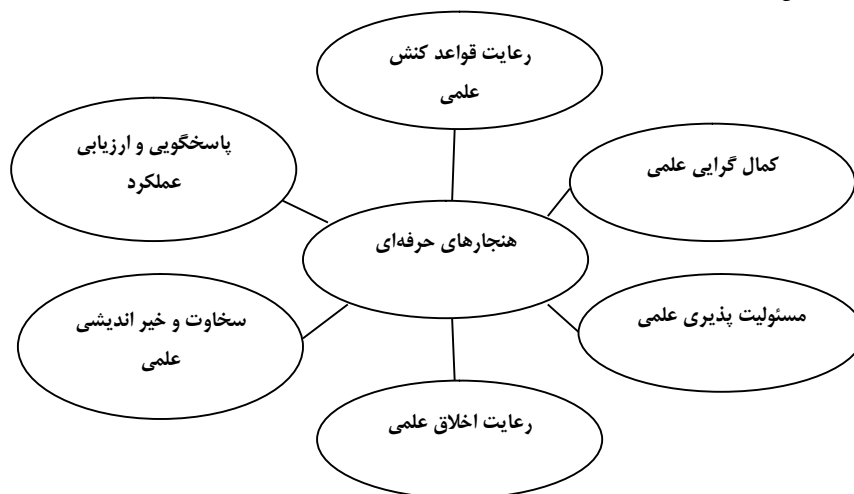 رعایت قواعد کنش
علمی
پاسخگویی و ارزیابی
عملکرد
کمال گرایی علمی
هنجارهای حرفه‌ای
سخاوت و خیر اندیشی
علمی
مسئولیت پذیری علمی
رعایت اخلاق علمی